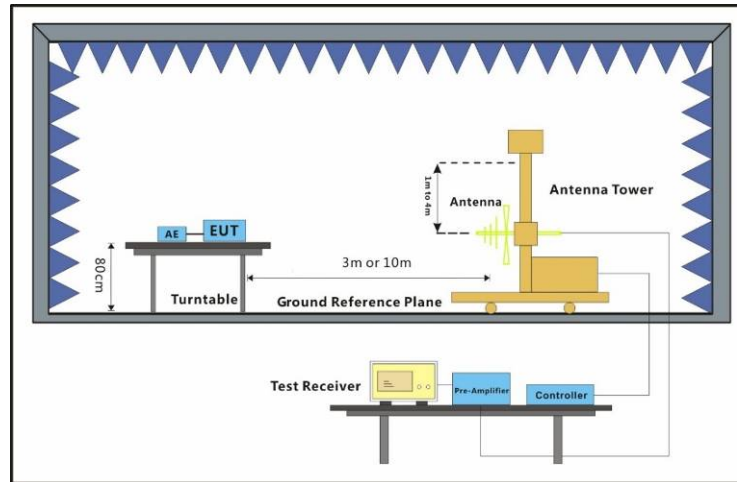 1m to 4m
Antenna
Antenna Tower
AE
EUT
80cm
3m or 10m
Turntable
Ground Reference Plane
Test Receiver
Pre-Amplifier
Controller